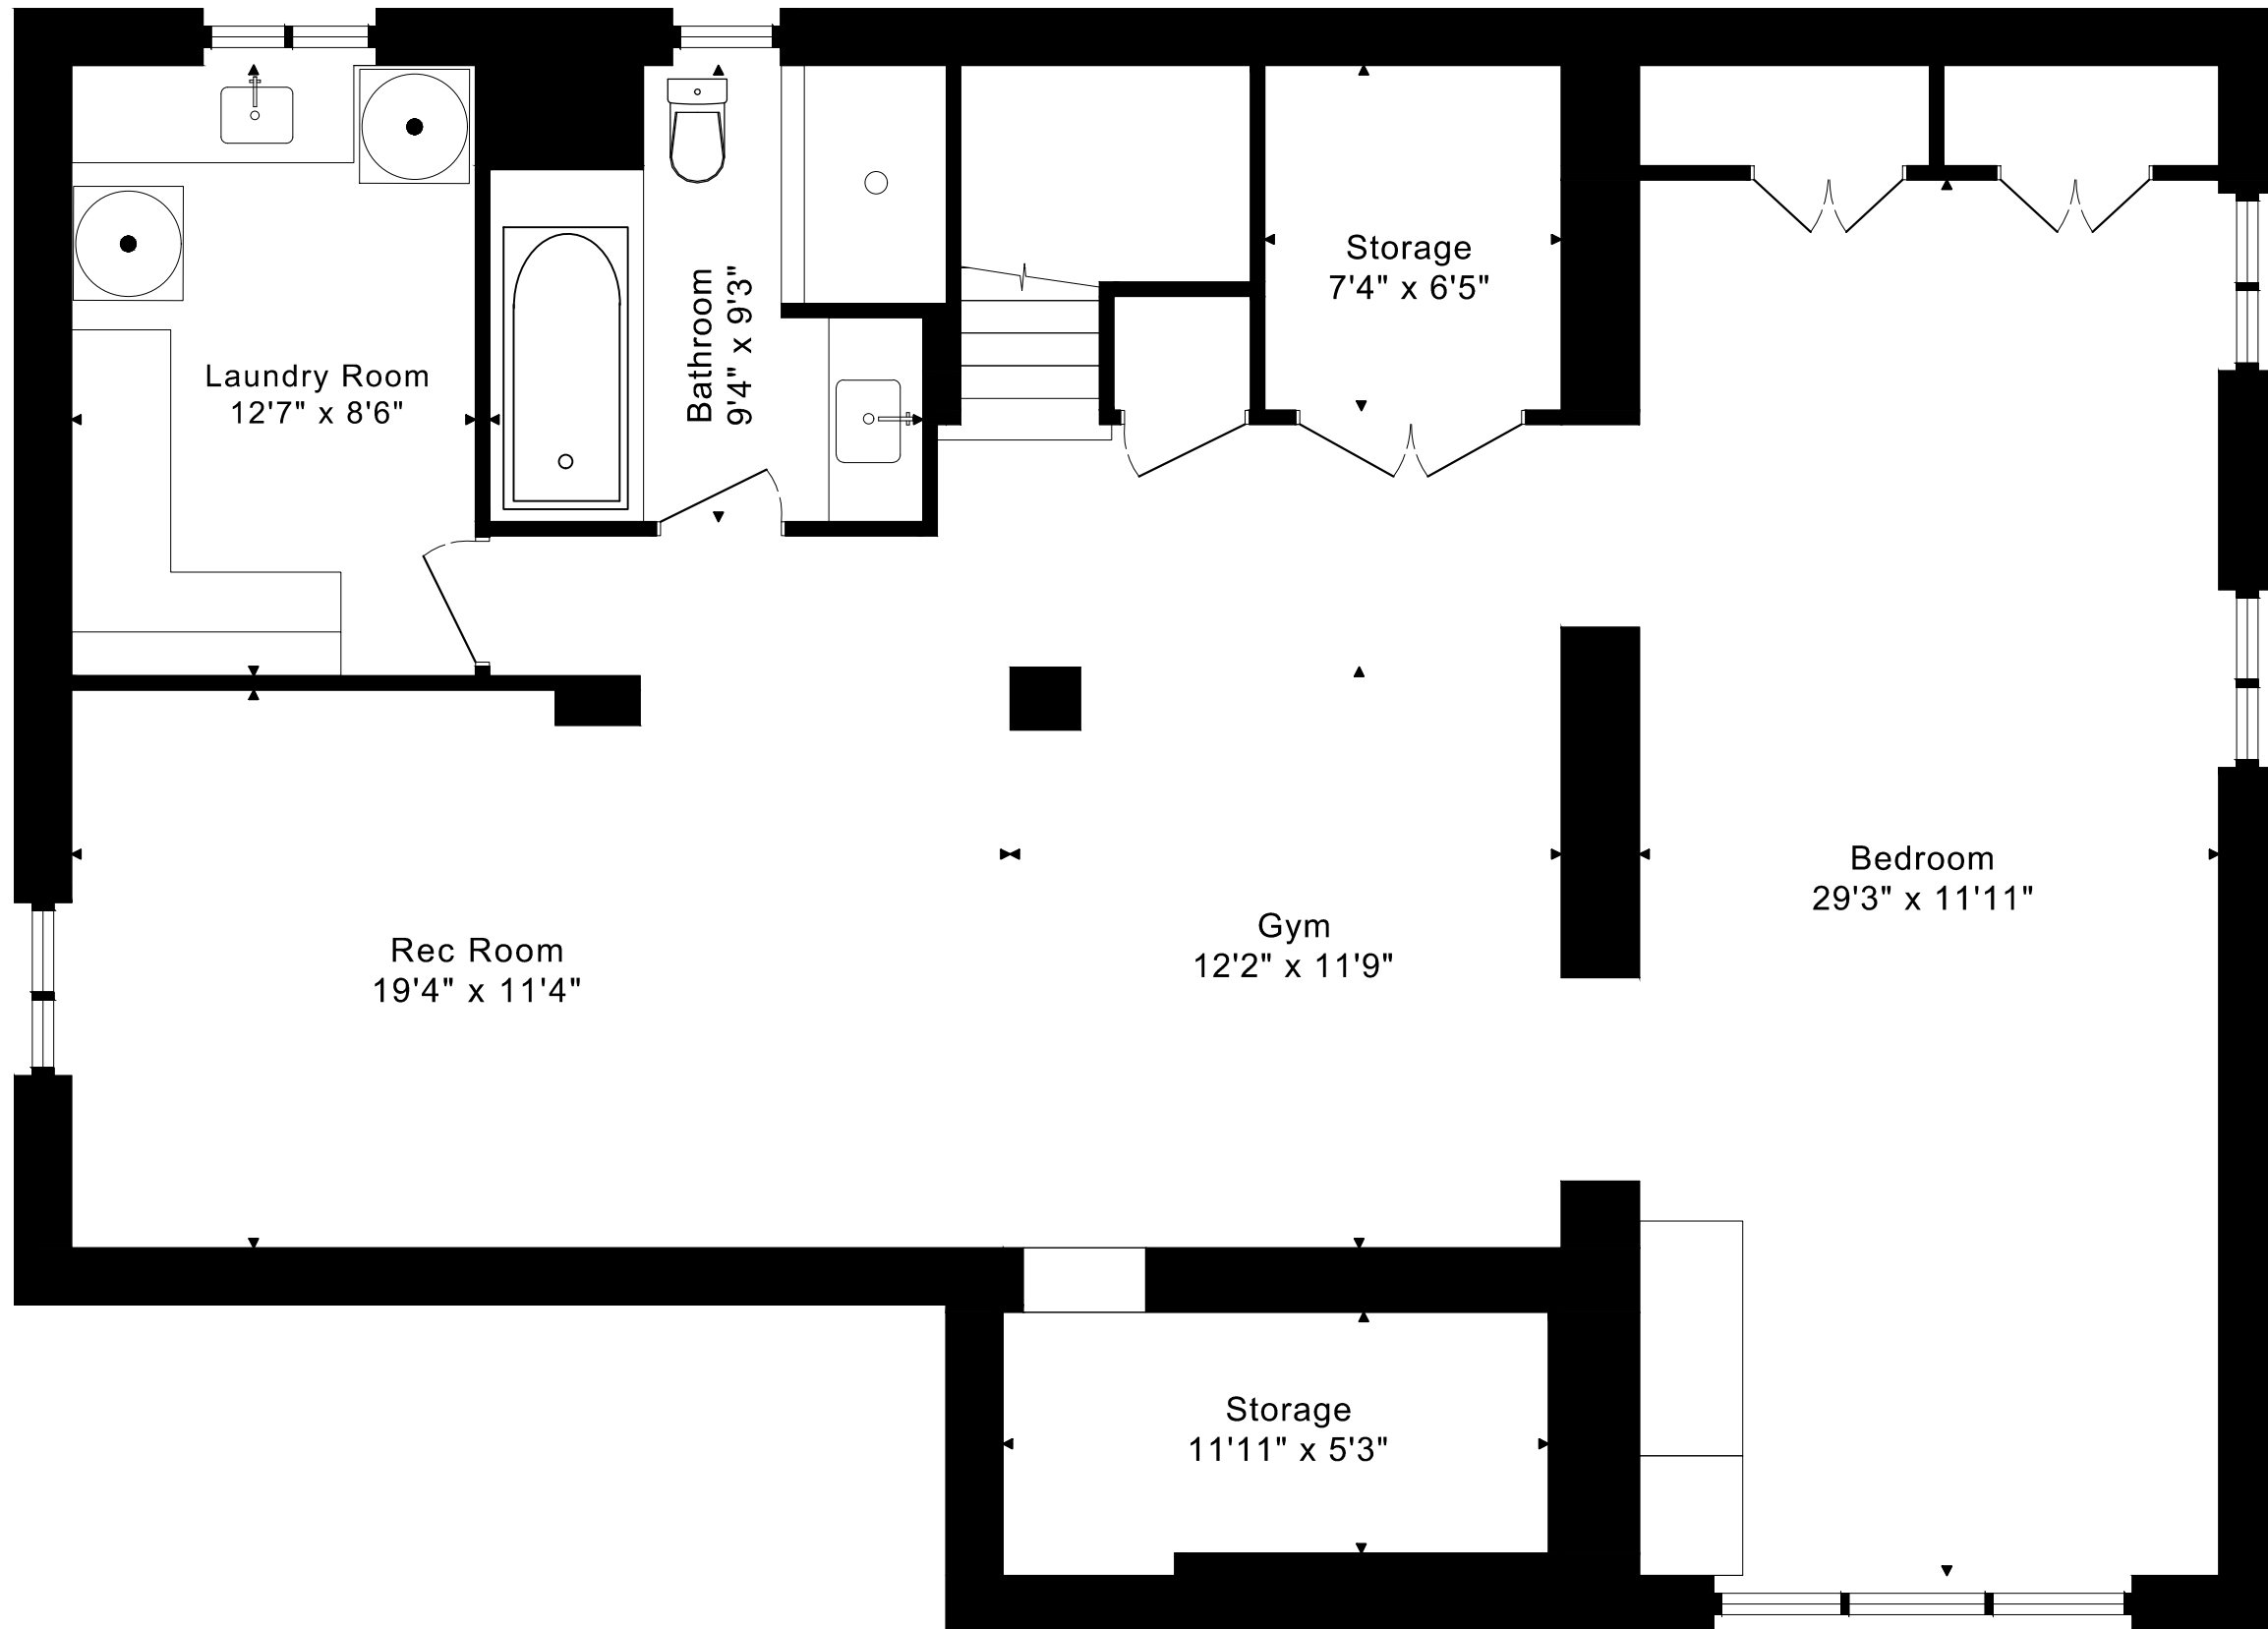 Storage
7'4" x 6'5"
Bathroom
9'4" x 9'3"
Laundry Room
12'7" x 8'6"
Bedroom
29'3" x 11'11"
Gym
12'2" x 11'9"
Rec Room
19'4" x 11'4"
Storage
11'11" x 5'3"